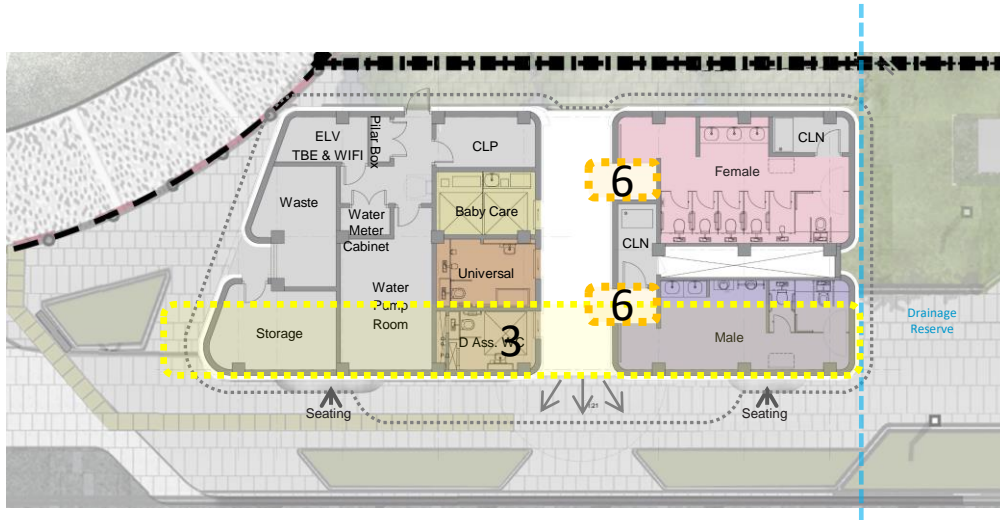 ELV
TBE & WIFI
Pilar Box
CLP
CLN
Female
6
Waste
Baby Care
Water
Meter
Cabinet
CLN
Universal
Water
Pump
Room
6
Storage
D Ass. WC
3
Male
Drainage
Reserve
Seating
Seating